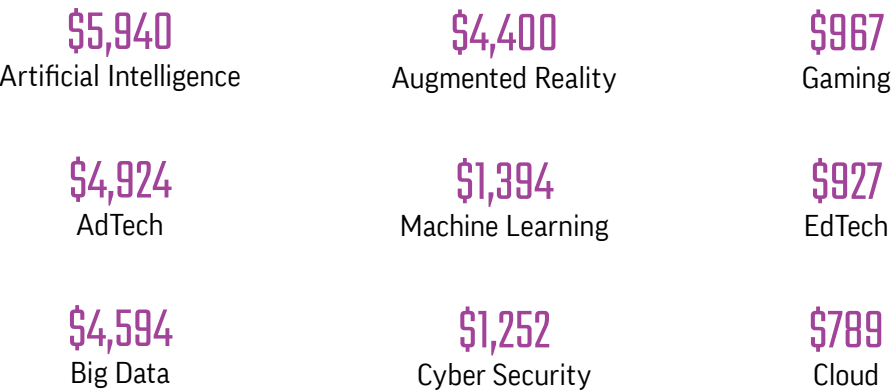 $5,940
Artificial Intelligence
$4,400
Augmented Reality
$967
Gaming
$4,924
AdTech
$1,394
Machine Learning
$927
EdTech
$4,594
Big Data
$1,252
Cyber Security
$789
Cloud